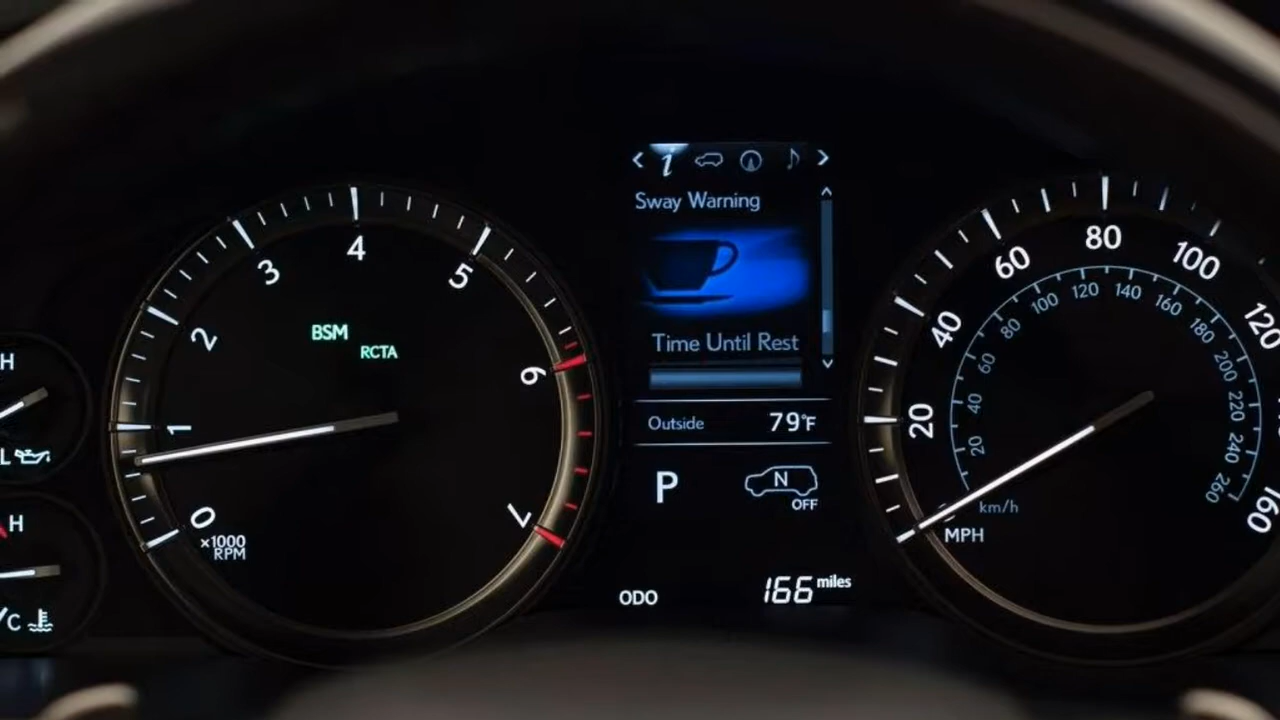 H
L
H
C
0
1
2
3
4
5
6
7
×1000
RPM
BSM
RCTA
i
Sway Warning
Time Until Rest
Outside 79°F
P
N
OFF
ODO 166 miles
20
40
60
80
100
120
160
20
40
60
80
100
120
140
160
180
200
220
240
260
km/h
MPH